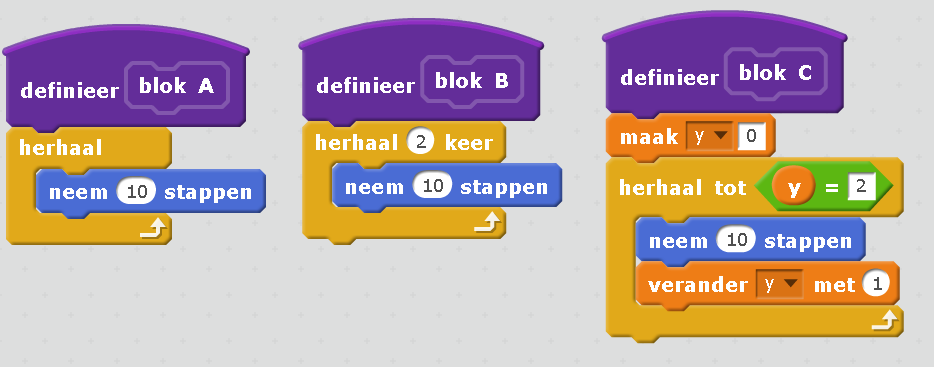 definieer blok A
herhaal
neem 10 stappen
definieer blok B
herhaal 2 keer
neem 10 stappen
definieer blok C
maak y 0
herhaal tot y = 2
neem 10 stappen
verander y met 1